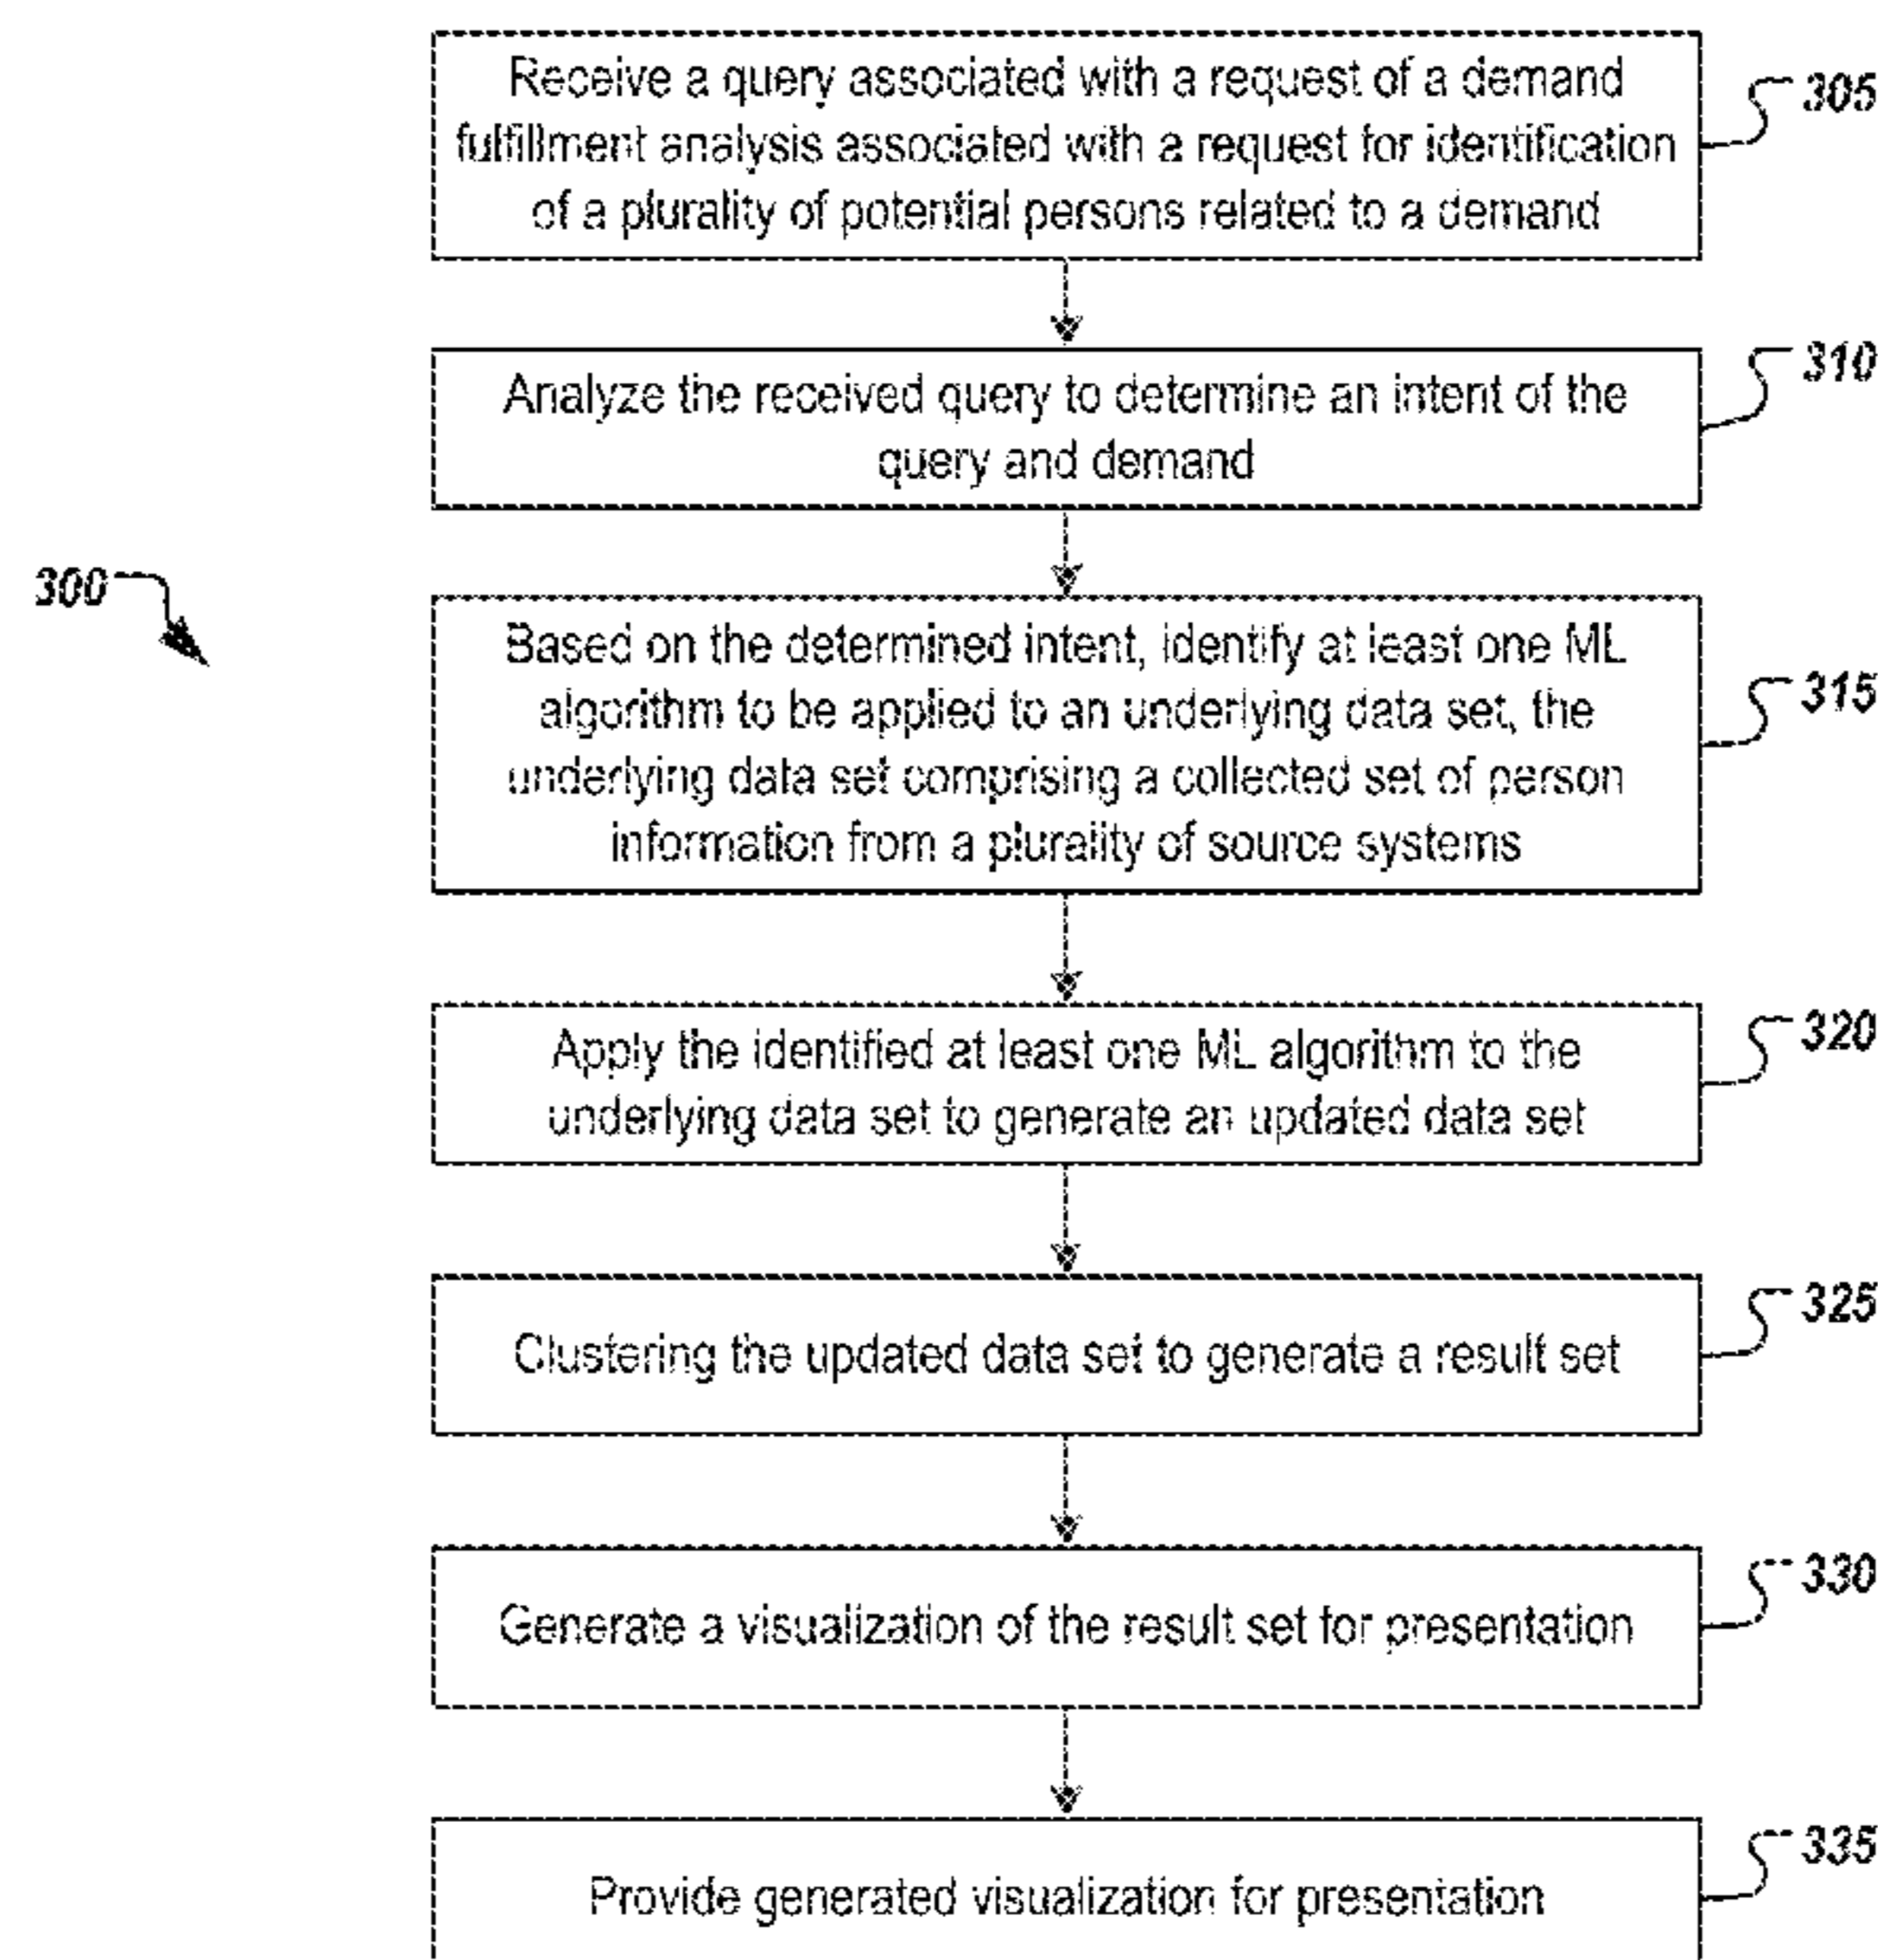 Receive a query associated with a request of a demand
fulfillment analysis associated with a request for identification
of a plurality of potential persons related to a demand
305
Analyze the received query to determine an intent of the
query and demand
310
300
Based on the determined intent, identify at least one ML
algorithm to be applied to an underlying data set, the
underlying data set comprising a collected set of person
information from a plurality of source systems
315
Apply the identified at least one ML algorithm to the
underlying data set to generate an updated data set
320
Clustering the updated data set to generate a result set
325
Generate a visualization of the result set for presentation
330
Provide generated visualization for presentation
335